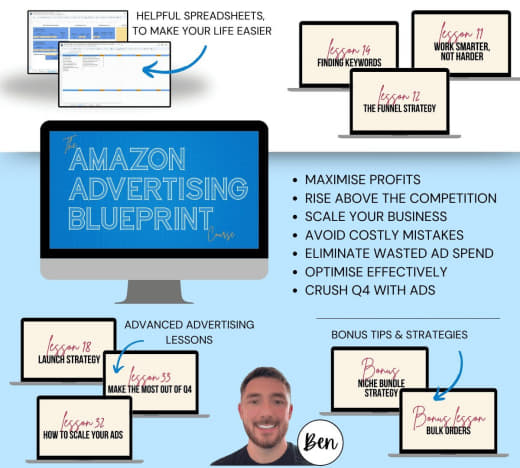 HELPFUL SPREADSHEETS,
TO MAKE YOUR LIFE EASIER
lesson 14
FINDING KEYWORDS
lesson 11
WORK SMARTER,
NOT HARDER
lesson 12
THE FUNNEL STRATEGY
The
AMAZON
ADVERTISING
BLUEPRINT
Course
• MAXIMISE PROFITS
• RISE ABOVE THE COMPETITION
• SCALE YOUR BUSINESS
• AVOID COSTLY MISTAKES
• ELIMINATE WASTED AD SPEND
• OPTIMISE EFFECTIVELY
• CRUSH Q4 WITH ADS
ADVANCED ADVERTISING
LESSONS
lesson 18
LAUNCH STRATEGY
lesson 33
MAKE THE MOST OUT OF Q4
lesson 32
HOW TO SCALE YOUR ADS
Ben
BONUS TIPS & STRATEGIES
Bonus
NICHE BUNDLE
STRATEGY
Bonus lesson
BULK ORDERS